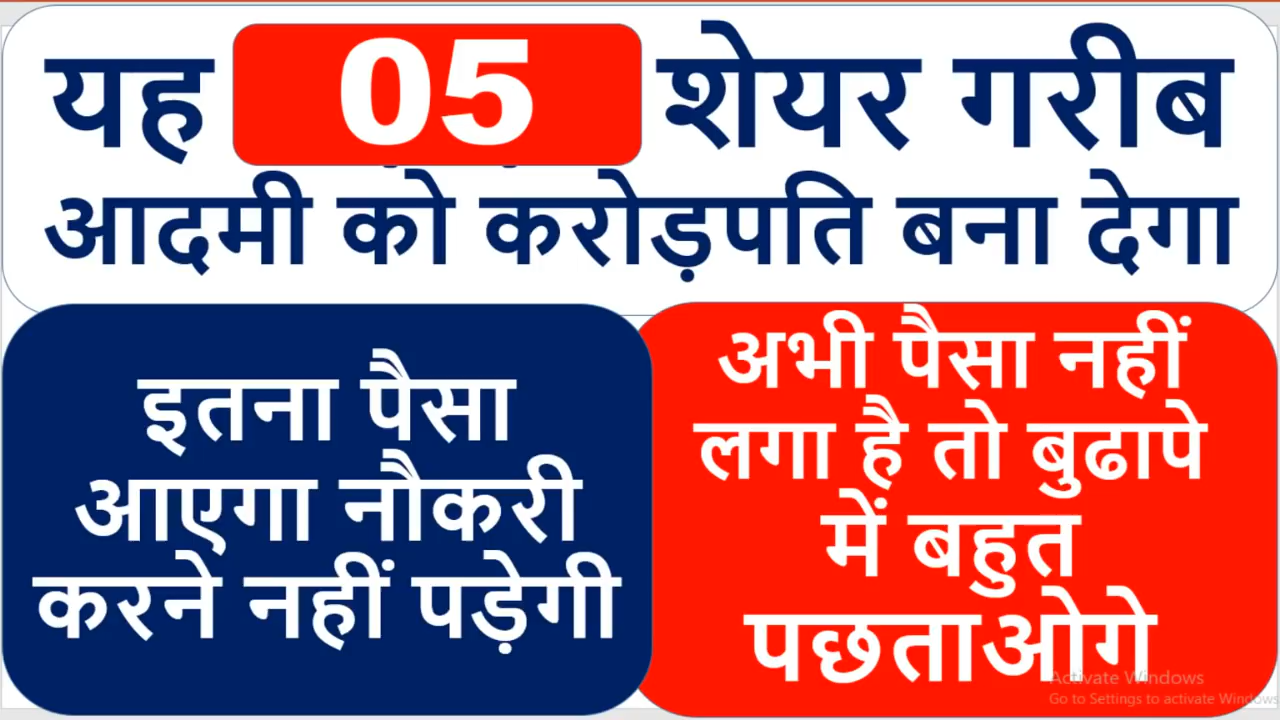 यह 05 शेयर गरीब
आदमी को करोड़पति बना देगा
इतना पैसा
आएगा नौकरी
करने नहीं पड़ेगी
अभी पैसा नहीं
लगा है तो बुढापे
में बहुत
पछताओगे
Activate Windows
Go to Settings to activate Windows